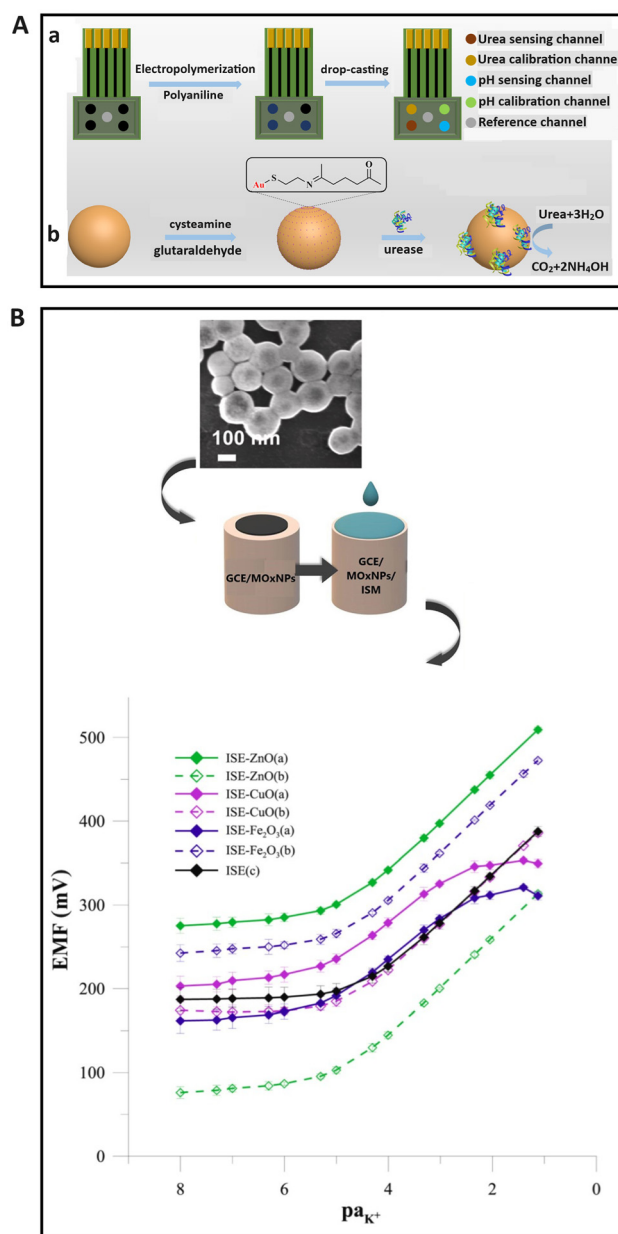 A
a
Electropolymerization
Polyaniline
drop-casting
Urea sensing channel
Urea calibration channel
pH sensing channel
pH calibration channel
Reference channel
Au
S
N
O
b
cysteamine
glutaraldehyde
urease
Urea+3H₂O
CO₂+2NH₄OH
B
100 nm
GCE/MOxNPs
GCE/
MOxNPs/
ISM
500
400
300
200
100
0
EMF (mV)
ISE-ZnO(a)
ISE-ZnO(b)
ISE-CuO(a)
ISE-CuO(b)
ISE-Fe₂O₃(a)
ISE-Fe₂O₃(b)
ISE(c)
8 6 4 2 0
pa_K⁺